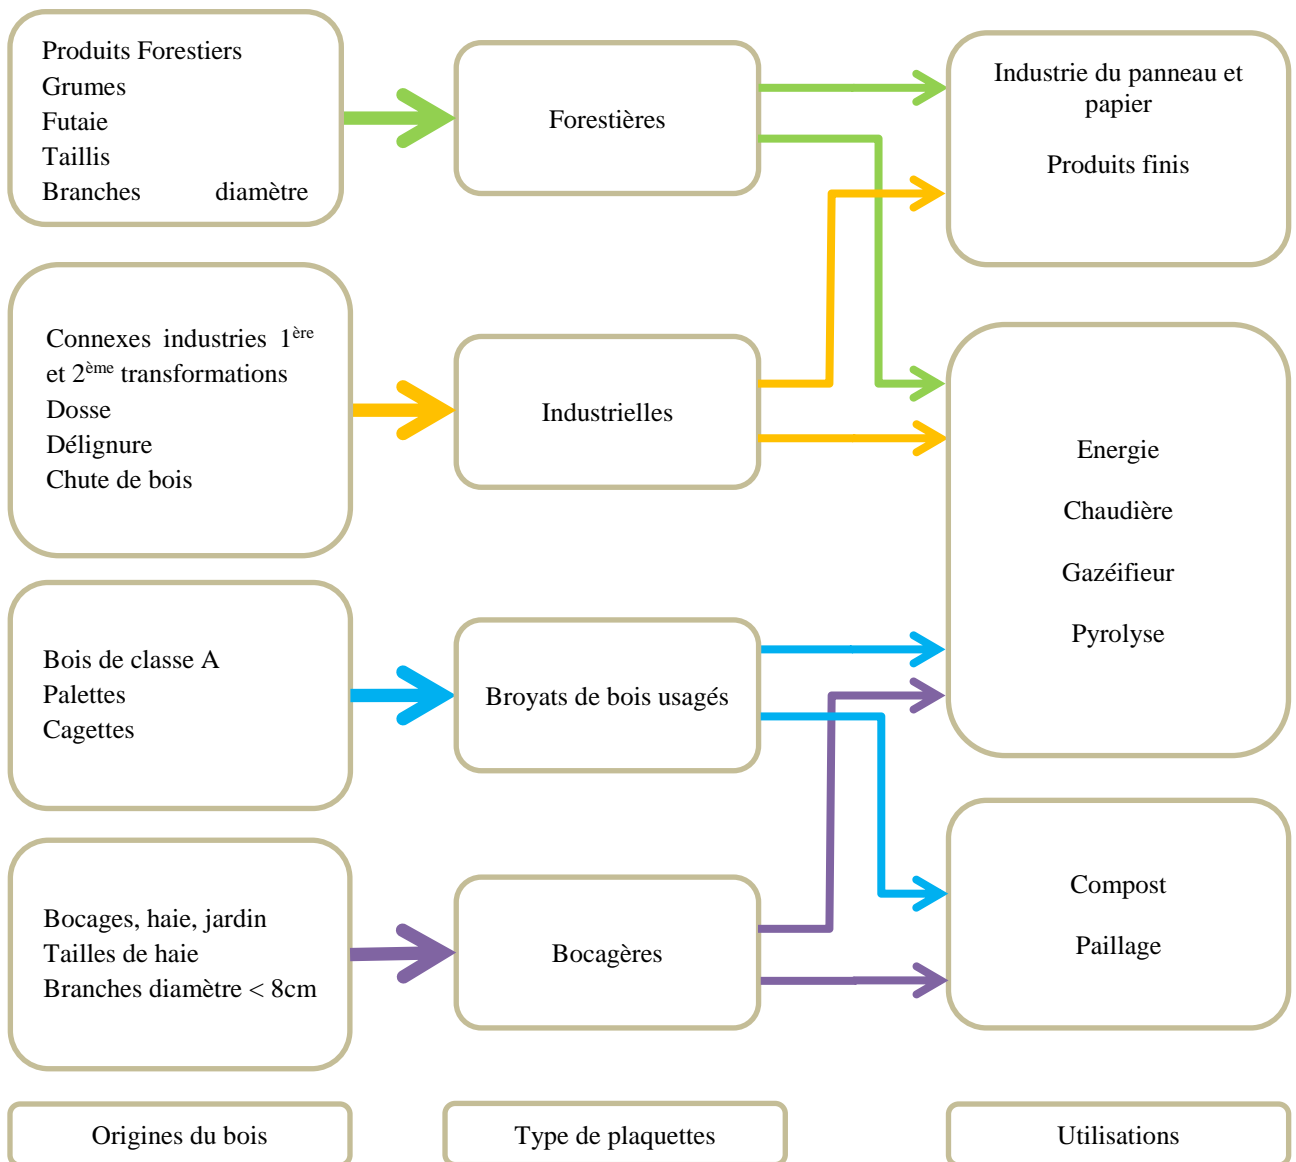 Produits Forestiers
Grumes
Futaie
Taillis
Branches diamètre
Forestières
Industrie du panneau et
papier
Produits finis
Connexes industries 1ère
et 2ème transformations
Dosse
Délignure
Chute de bois
Industrielles
Energie
Chaudière
Gazéifieur
Pyrolyse
Bois de classe A
Palettes
Cagettes
Broyats de bois usagés
Bocages, haie, jardin
Tailles de haie
Branches diamètre < 8cm
Bocagères
Compost
Paillage
Origines du bois
Type de plaquettes
Utilisations